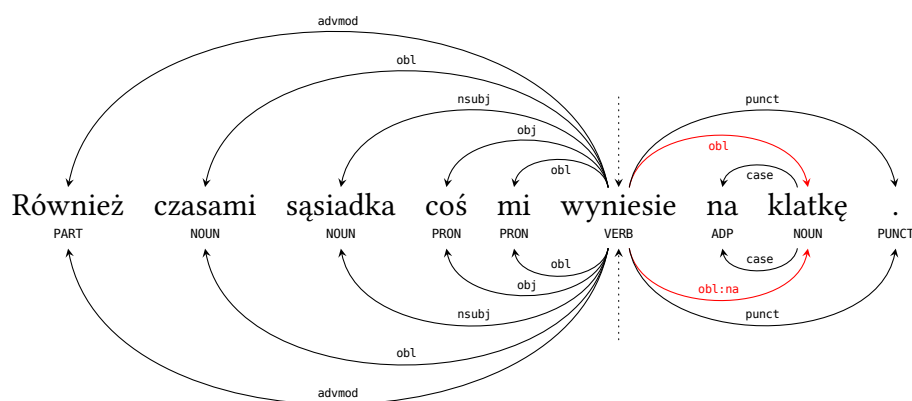 advmod
obl
nsubj
obj
obl
punct
obl
case
Również czasami sąsiadka coś mi wyniesie na klatkę .
PART NOUN NOUN PRON PRON VERB ADP NOUN PUNCT
obl
obj
nsubj
obl
advmod
case
obl:na
punct